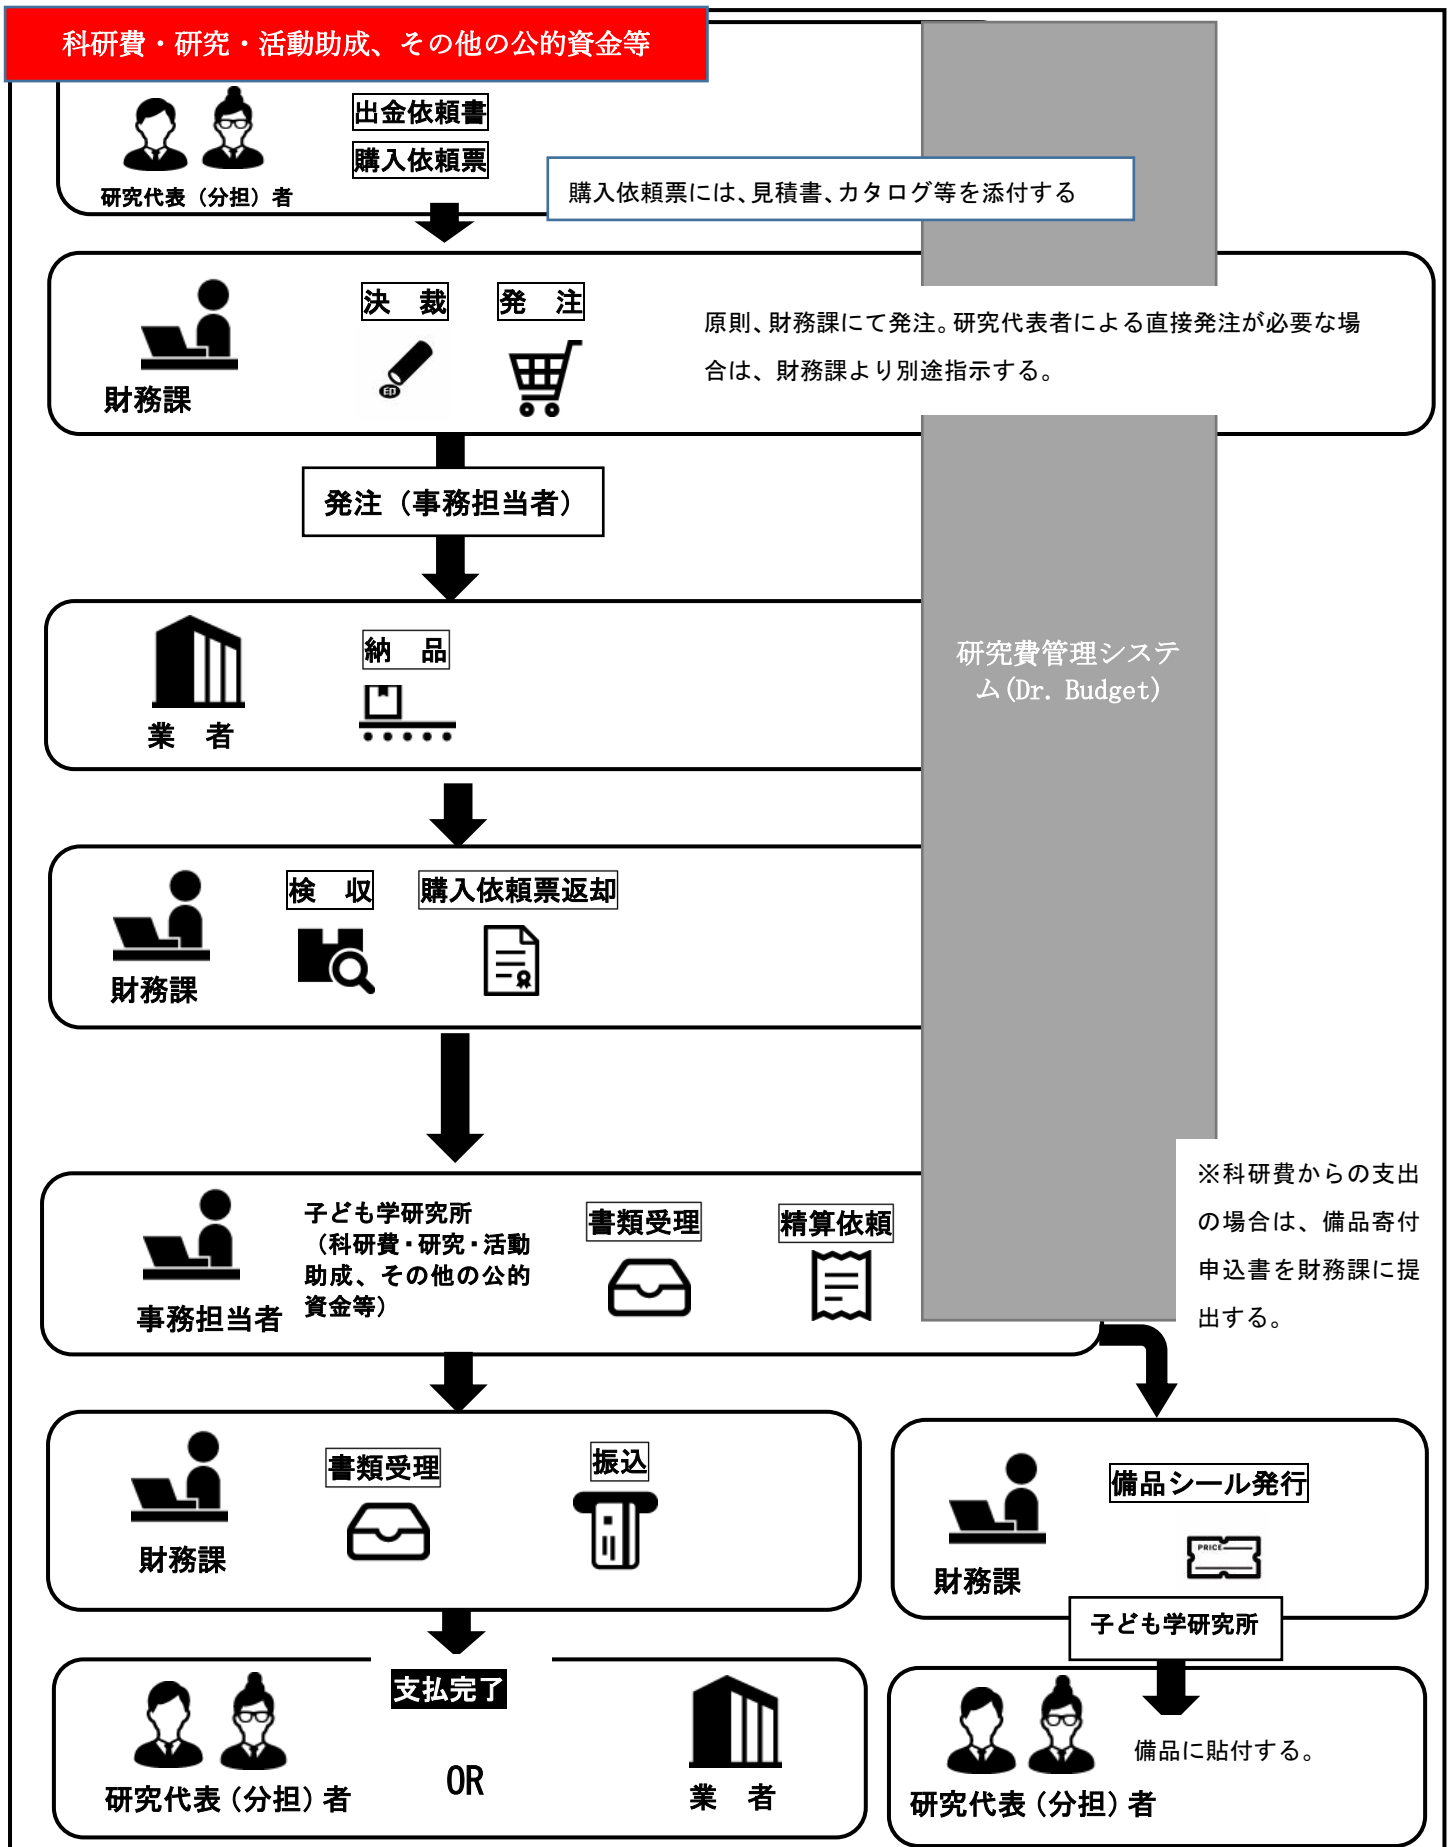 科研費・研究・活動助成、その他の公的資金等
出金依頼書
購入依頼票
研究代表（分担）者
購入依頼票には、見積書、カタログ等を添付する
決　裁
発　注
原則、財務課にて発注。研究代表者による直接発注が必要な場
合は、財務課より別途指示する。
財務課
発注（事務担当者）
納　品
業　者
研究費管理システ
ム(Dr. Budget)
検　収
購入依頼票返却
財務課
※科研費からの支出
の場合は、備品寄付
申込書を財務課に提
出する。
子ども学研究所
（科研費・研究・活動
助成、その他の公的
資金等）
書類受理
精算依頼
事務担当者
書類受理
振込
財務課
備品シール発行
PRICE
財務課
子ども学研究所
支払完了
OR
研究代表（分担）者
業　者
備品に貼付する。
研究代表（分担）者